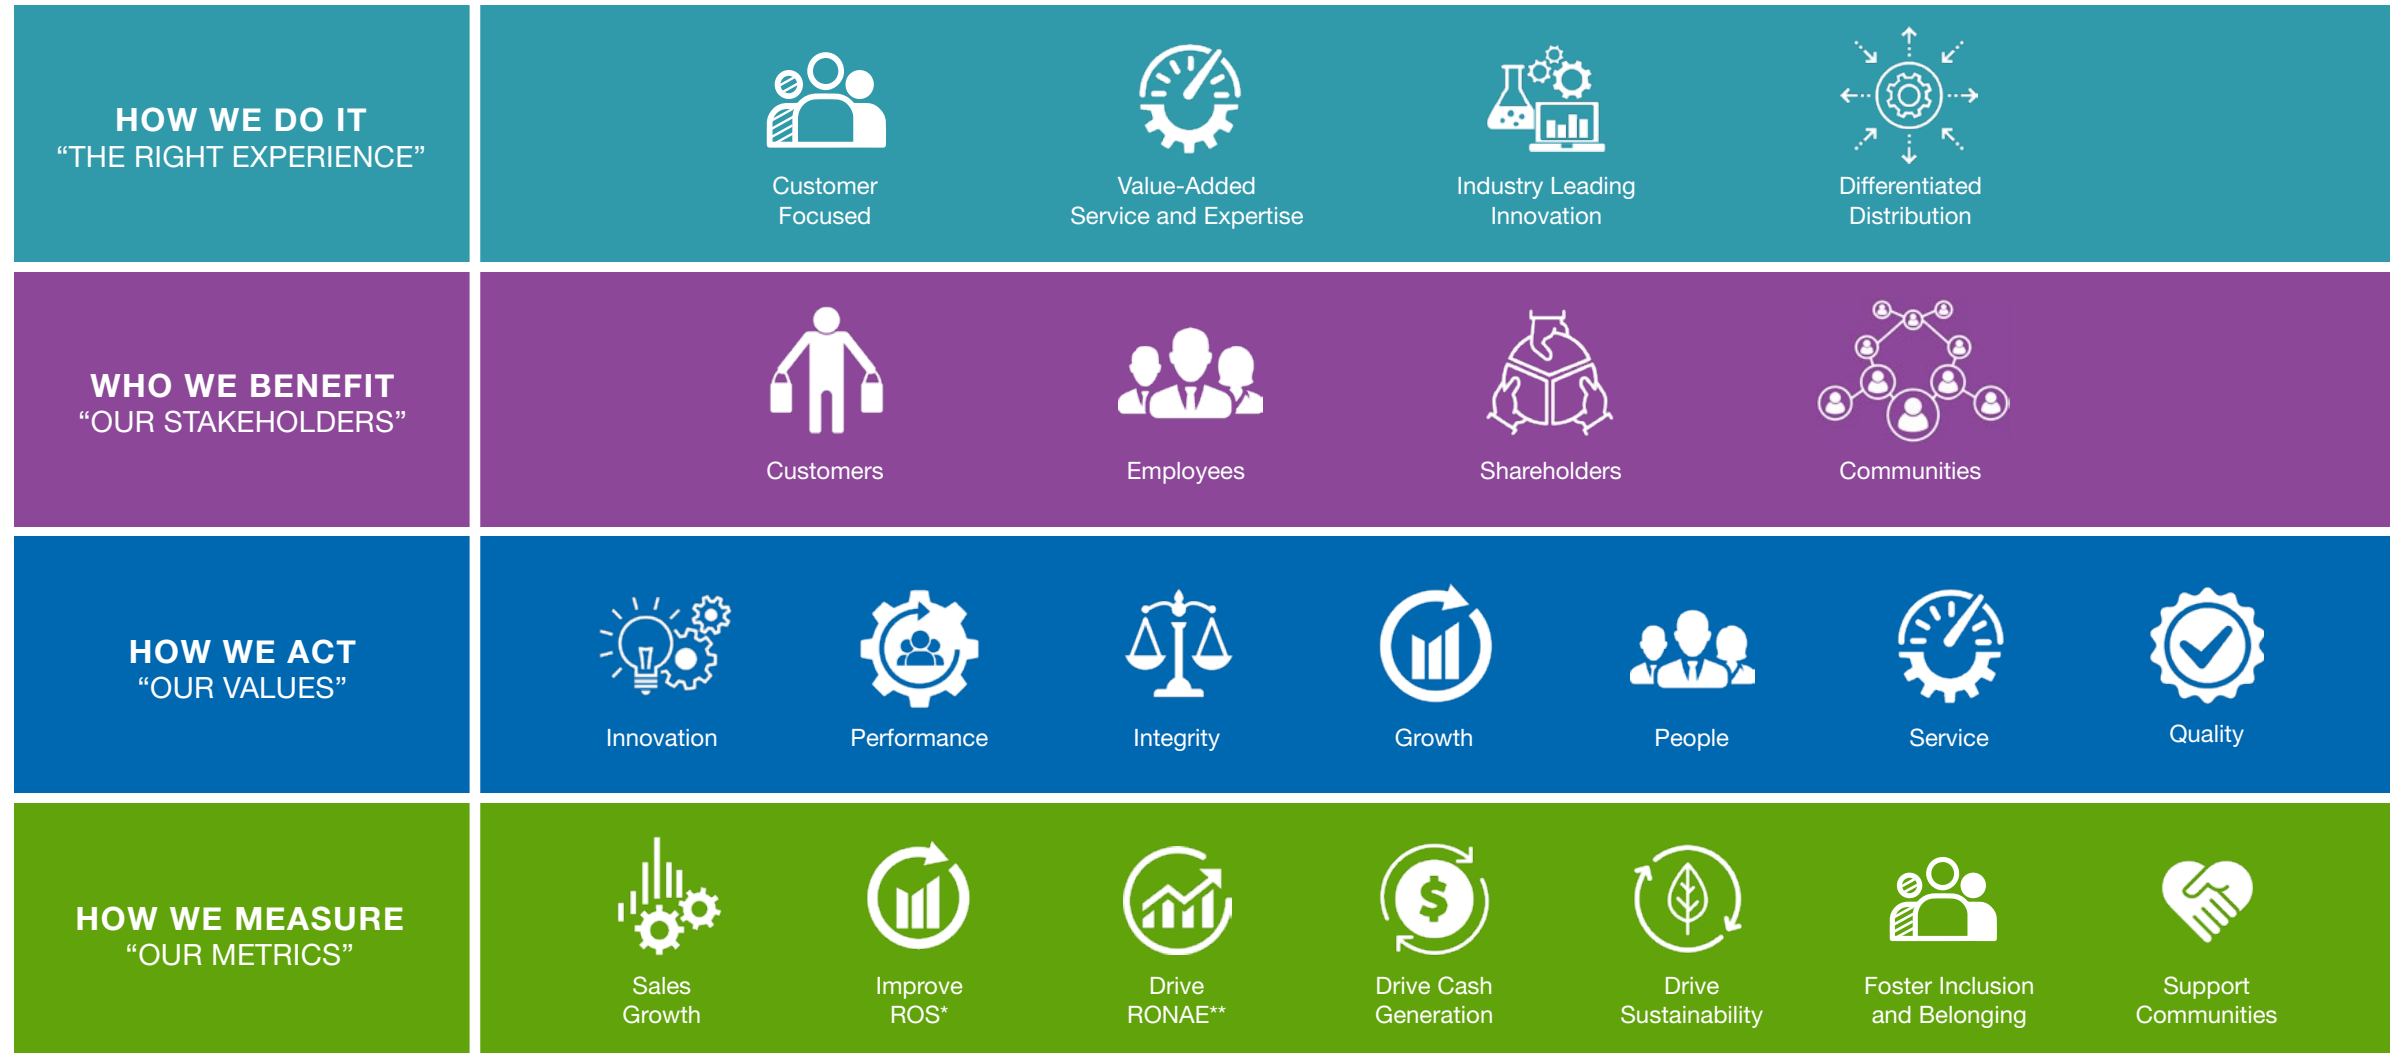 HOW WE DO IT
“THE RIGHT EXPERIENCE”
Customer
Focused
Value-Added
Service and Expertise
Industry Leading
Innovation
Differentiated
Distribution
WHO WE BENEFIT
“OUR STAKEHOLDERS”
Customers
Employees
Shareholders
Communities
HOW WE ACT
“OUR VALUES”
Innovation
Performance
Integrity
Growth
People
Service
Quality
HOW WE MEASURE
“OUR METRICS”
Sales
Growth
Improve
ROS*
Drive
RONAE**
$
Drive Cash
Generation
Drive
Sustainability
Foster Inclusion
and Belonging
Support
Communities